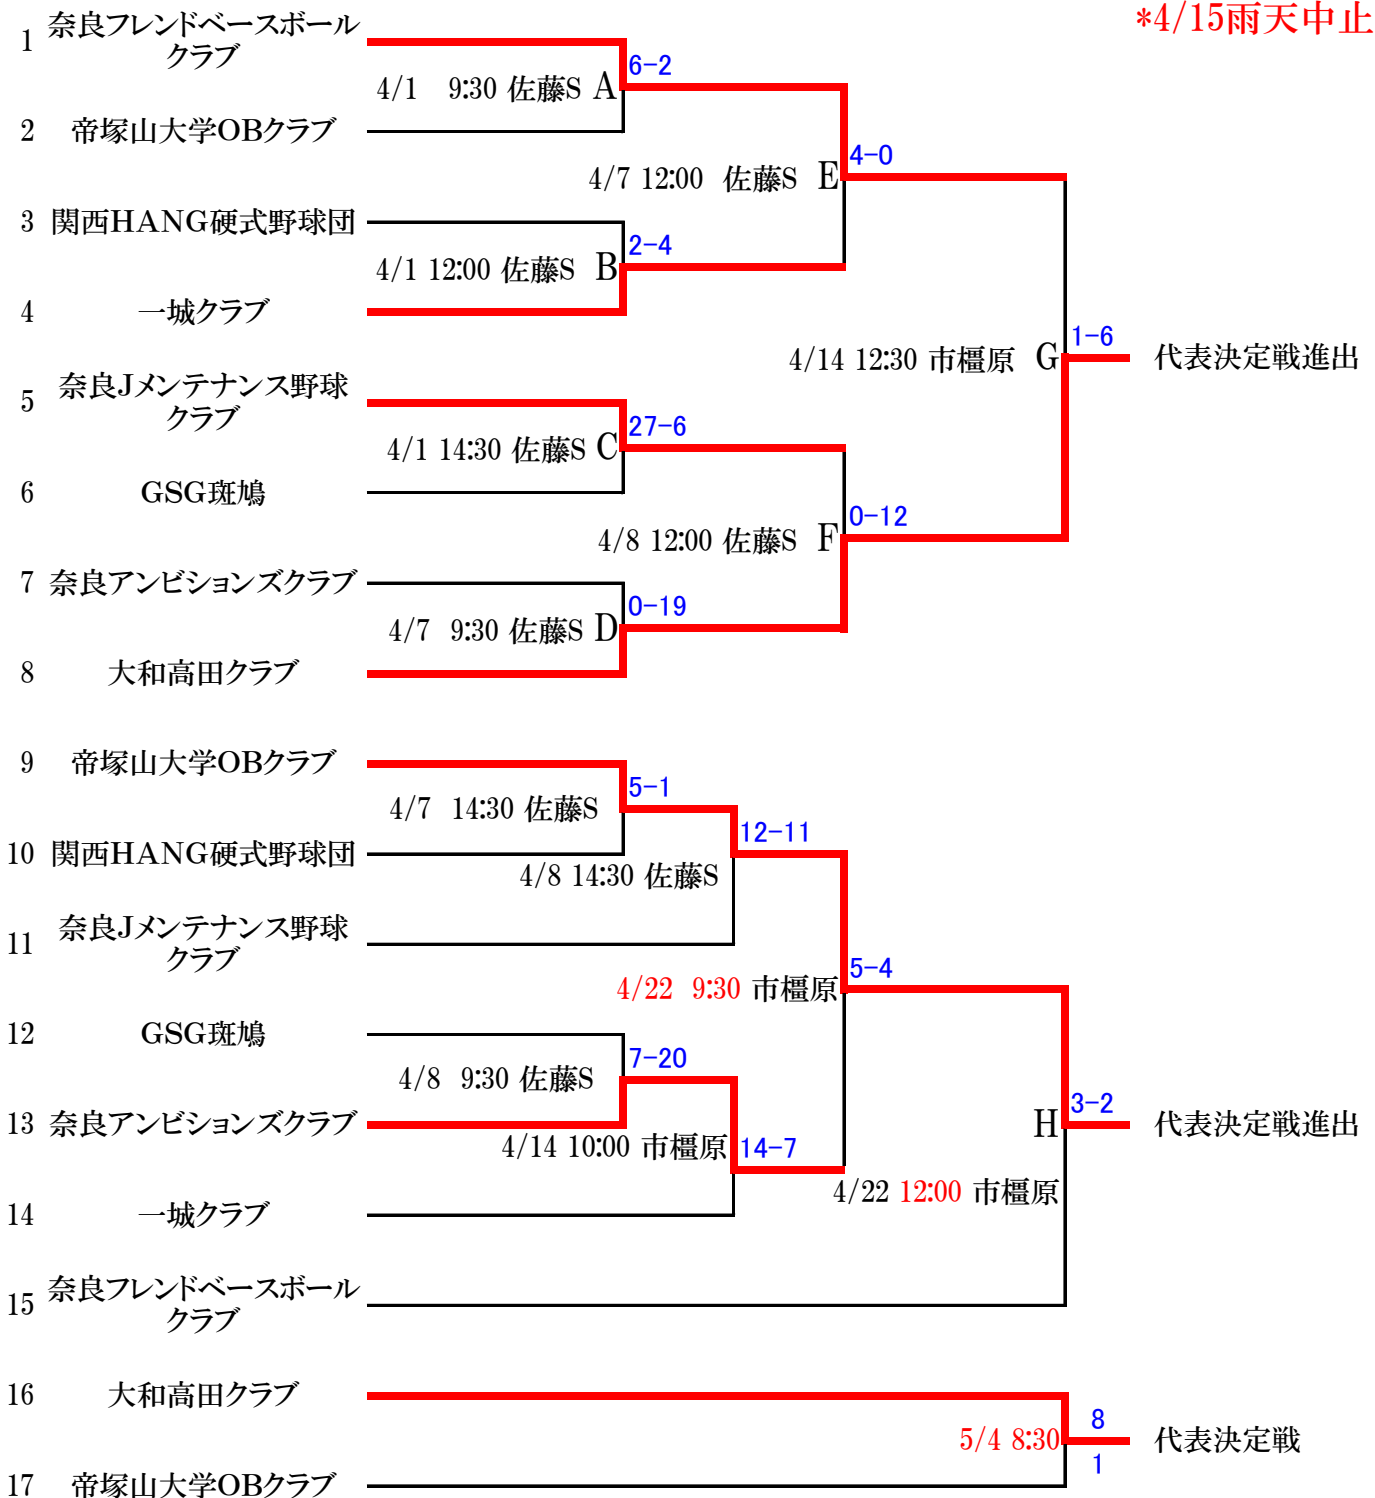 *4/15雨天中止
1 奈良フレンドベースボール
クラブ
6-2
4/1 9:30 佐藤S A
2 帝塚山大学OBクラブ
4-0
4/7 12:00 佐藤S E
3 関西HANG硬式野球団
2-4
4/1 12:00 佐藤S B
4 一城クラブ
1-6
4/14 12:30 市橿原 G
代表決定戦進出
5 奈良Jメンテナンス野球
クラブ
27-6
4/1 14:30 佐藤S C
6 GSG斑鳩
0-12
4/8 12:00 佐藤S F
7 奈良アンビションズクラブ
0-19
4/7 9:30 佐藤S D
8 大和高田クラブ
9 帝塚山大学OBクラブ
5-1
4/7 14:30 佐藤S
12-11
10 関西HANG硬式野球団
4/8 14:30 佐藤S
11 奈良Jメンテナンス野球
クラブ
5-4
4/22 9:30 市橿原
12 GSG斑鳩
7-20
4/8 9:30 佐藤S
3-2
13 奈良アンビションズクラブ
H
代表決定戦進出
4/14 10:00 市橿原
14-7
4/22 12:00 市橿原
14 一城クラブ
15 奈良フレンドベースボール
クラブ
16 大和高田クラブ
8
5/4 8:30
代表決定戦
1
17 帝塚山大学OBクラブ